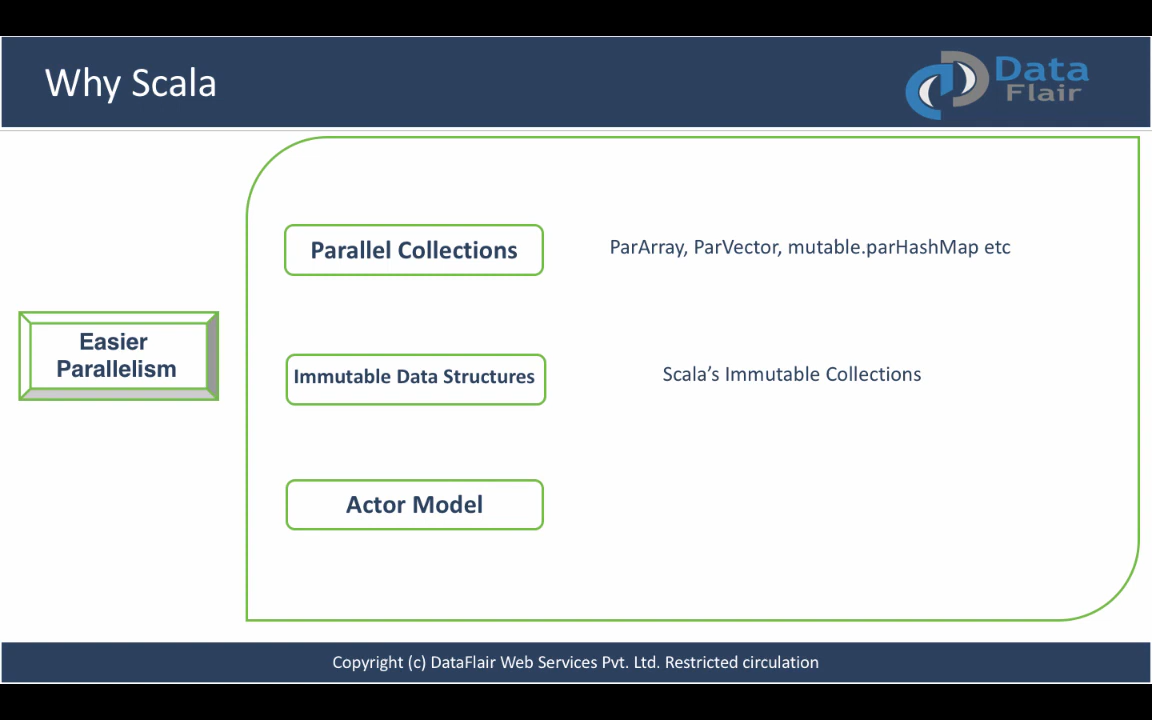 Why Scala
Data
Flair
Parallel Collections
ParArray, ParVector, mutable.parHashMap etc
Easier
Parallelism
Immutable Data Structures
Scala’s Immutable Collections
Actor Model
Copyright (c) DataFlair Web Services Pvt. Ltd. Restricted circulation